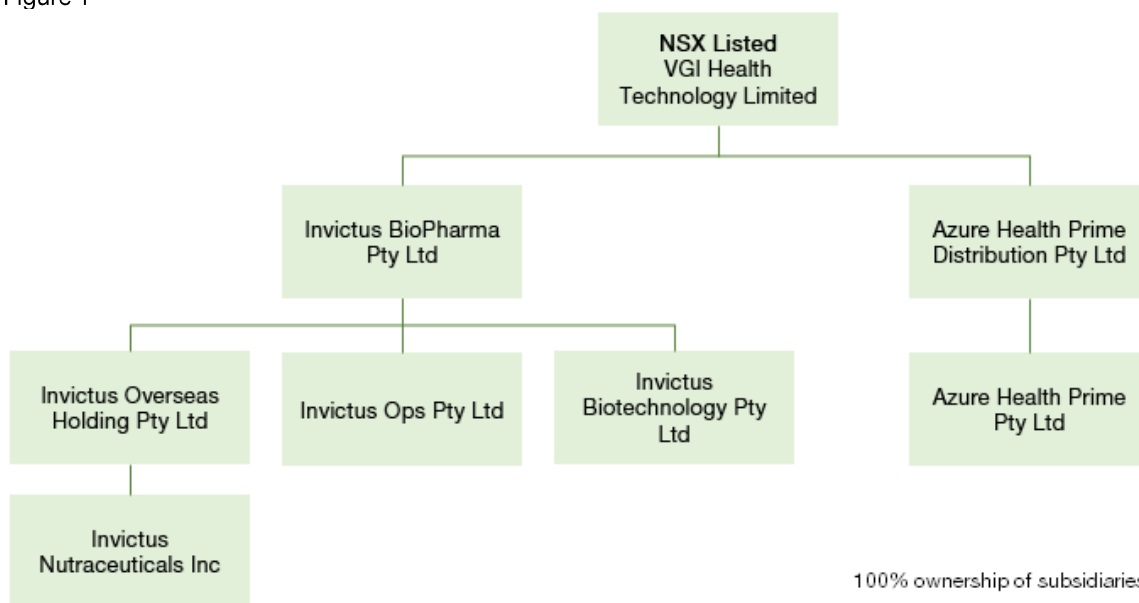 Figure 1
NSX Listed
VGI Health
Technology Limited
Invictus BioPharma
Pty Ltd
Azure Health Prime
Distribution Pty Ltd
Invictus Overseas
Holding Pty Ltd
Invictus Ops Pty Ltd
Invictus
Biotechnology Pty
Ltd
Azure Health Prime
Pty Ltd
Invictus
Nutraceuticals Inc
100% ownership of subsidiaries